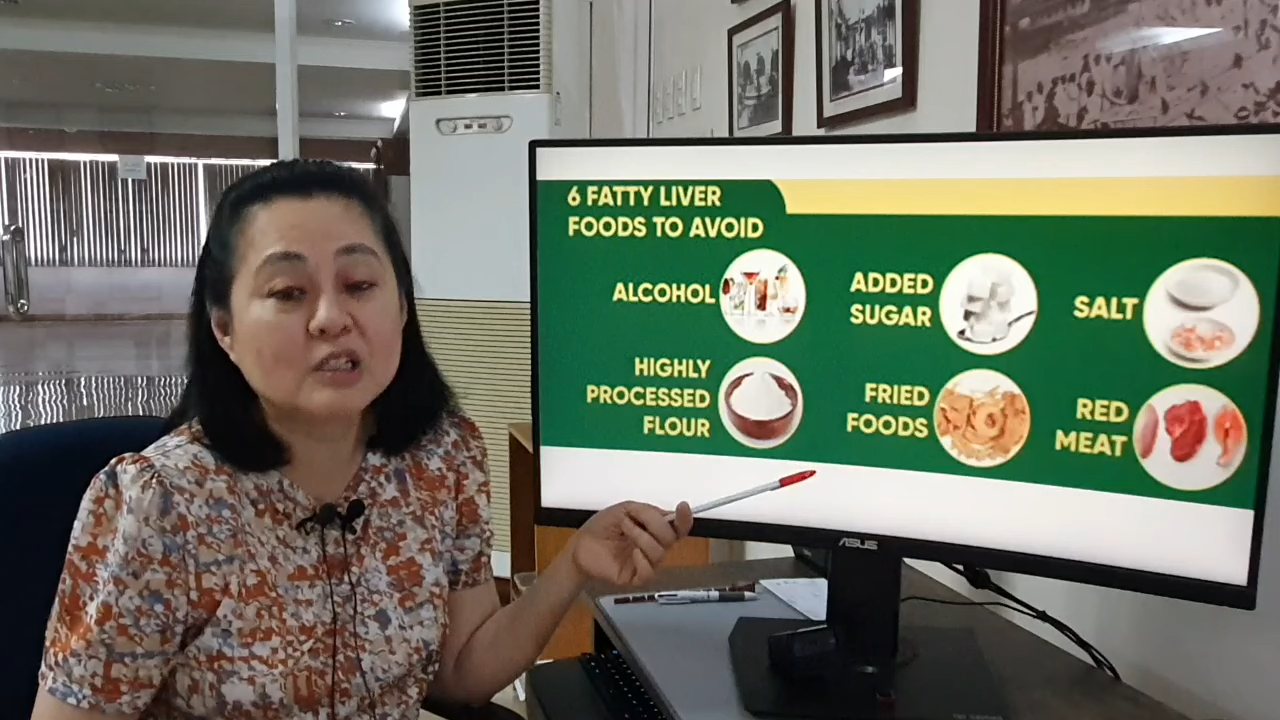 6 FATTY LIVER
FOODS TO AVOID
ALCOHOL
ADDED
SUGAR
SALT
HIGHLY
PROCESSED
FLOUR
FRIED
FOODS
RED
MEAT
ASUS